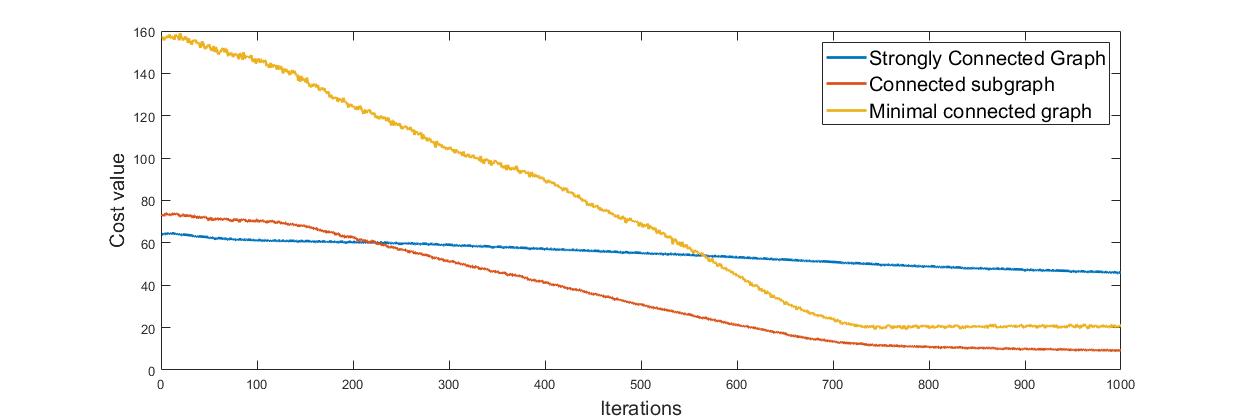 160
140
120
100
80
60
40
20
0
Cost value
Strongly Connected Graph
Connected subgraph
Minimal connected graph
0 100 200 300 400 500 600 700 800 900 1000
Iterations